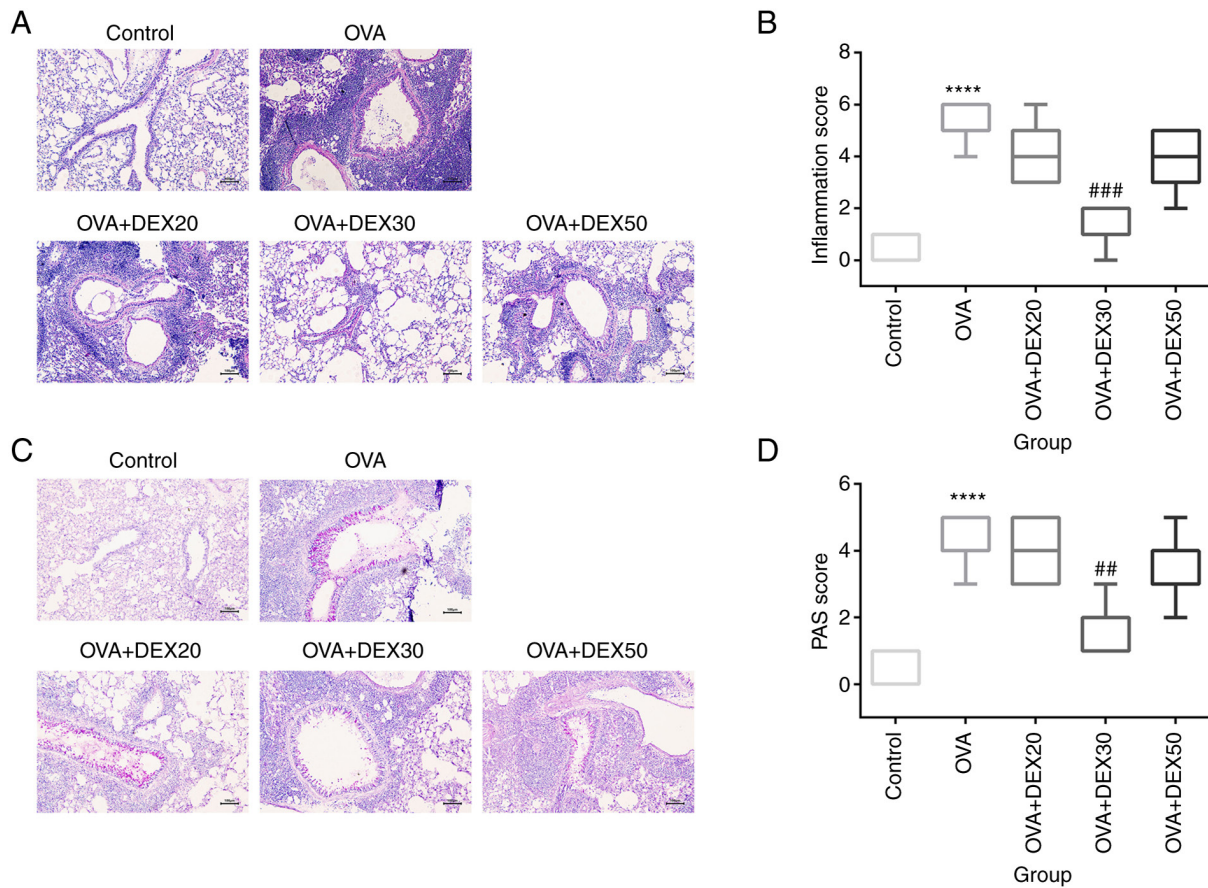 A
Control
OVA
OVA+DEX20
OVA+DEX30
OVA+DEX50
B
Inflammation score
8
6
4
2
0
****
###
Control
OVA
OVA+DEX20
OVA+DEX30
OVA+DEX50
Group
C
Control
OVA
OVA+DEX20
OVA+DEX30
OVA+DEX50
D
PAS score
6
4
2
0
****
##
Control
OVA
OVA+DEX20
OVA+DEX30
OVA+DEX50
Group